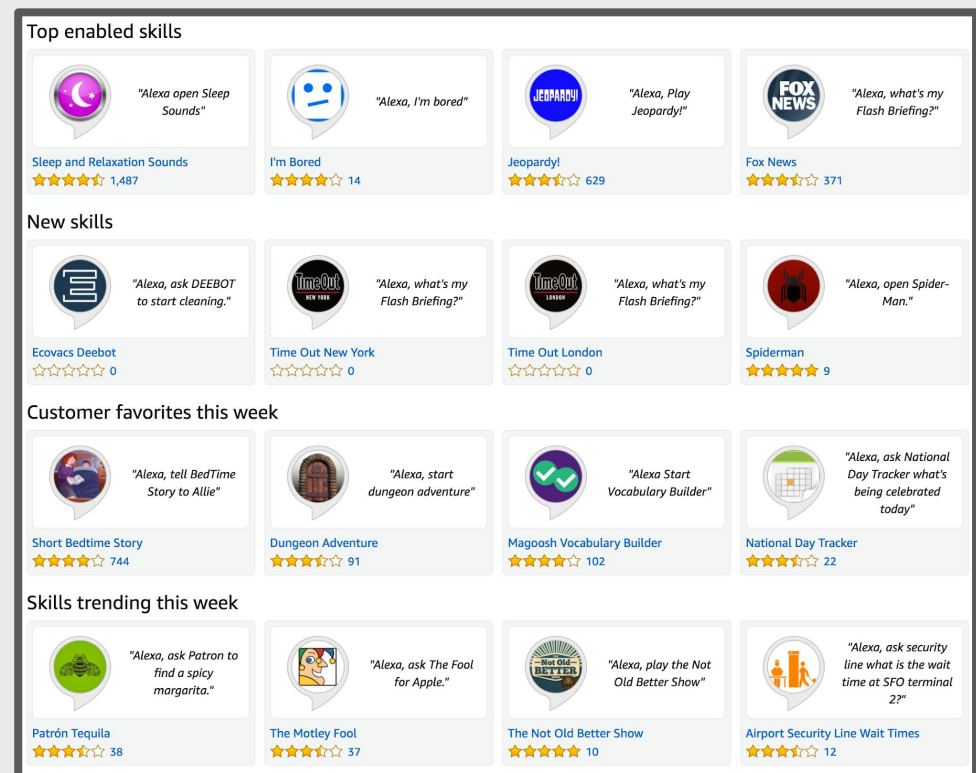 Top enabled skills
"Alexa open Sleep
Sounds"
Sleep and Relaxation Sounds
1,487
"Alexa, I'm bored"
I'm Bored
14
JEOPARDY!
"Alexa, Play
Jeopardy!"
Jeopardy!
629
FOX
NEWS
"Alexa, what's my
Flash Briefing?"
Fox News
371
New skills
"Alexa, ask DEEBOT
to start cleaning."
Ecovacs Deebot
0
TimeOut
NEW YORK
"Alexa, what's my
Flash Briefing?"
Time Out New York
0
TimeOut
LONDON
"Alexa, what's my
Flash Briefing?"
Time Out London
0
"Alexa, open Spider-
Man."
Spiderman
9
Customer favorites this week
"Alexa, tell BedTime
Story to Allie"
Short Bedtime Story
744
"Alexa, start
dungeon adventure"
Dungeon Adventure
91
"Alexa Start
Vocabulary Builder"
Magoosh Vocabulary Builder
102
"Alexa, ask National
Day Tracker what's
being celebrated
today"
National Day Tracker
22
Skills trending this week
"Alexa, ask Patron to
find a spicy
margarita."
Patrón Tequila
38
"Alexa, ask The Fool
for Apple."
The Motley Fool
37
Not Old
BETTER
"Alexa, play the Not
Old Better Show"
The Not Old Better Show
10
"Alexa, ask security
line what is the wait
time at SFO terminal
2?"
Airport Security Line Wait Times
12